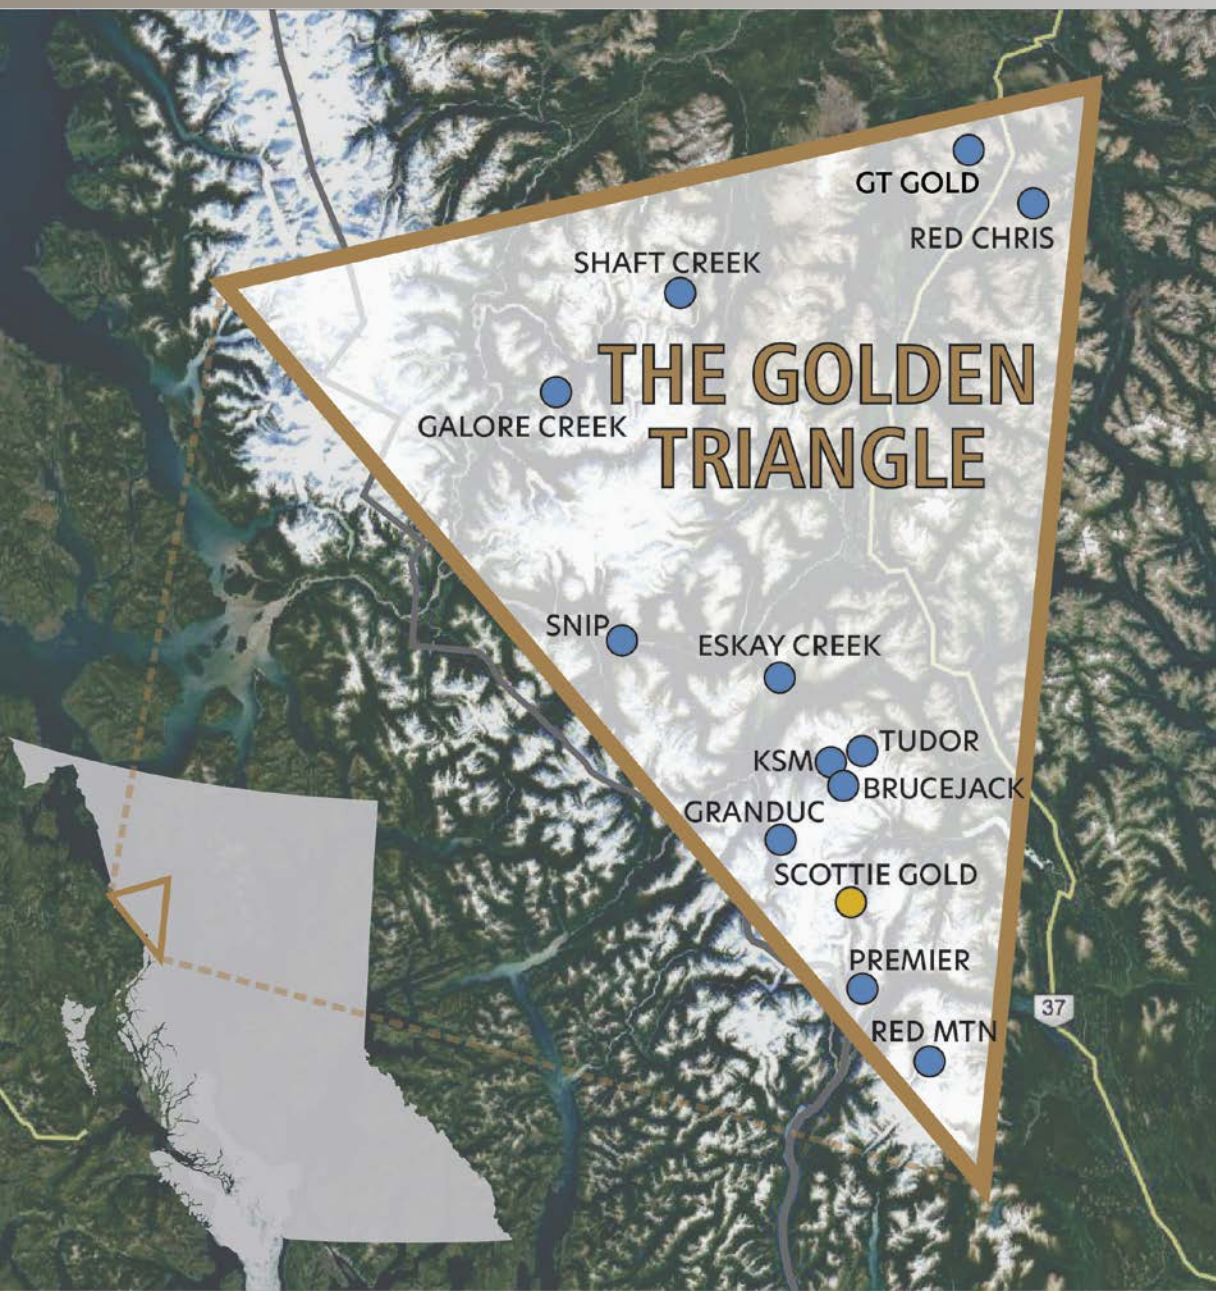 GT GOLD
RED CHRIS
SHAFT CREEK
THE GOLDEN
TRIANGLE
GALORE CREEK
SNIP
ESKAY CREEK
TUDOR
KSM
BRUCEJACK
GRANDUC
SCOTTIE GOLD
PREMIER
37
RED MTN